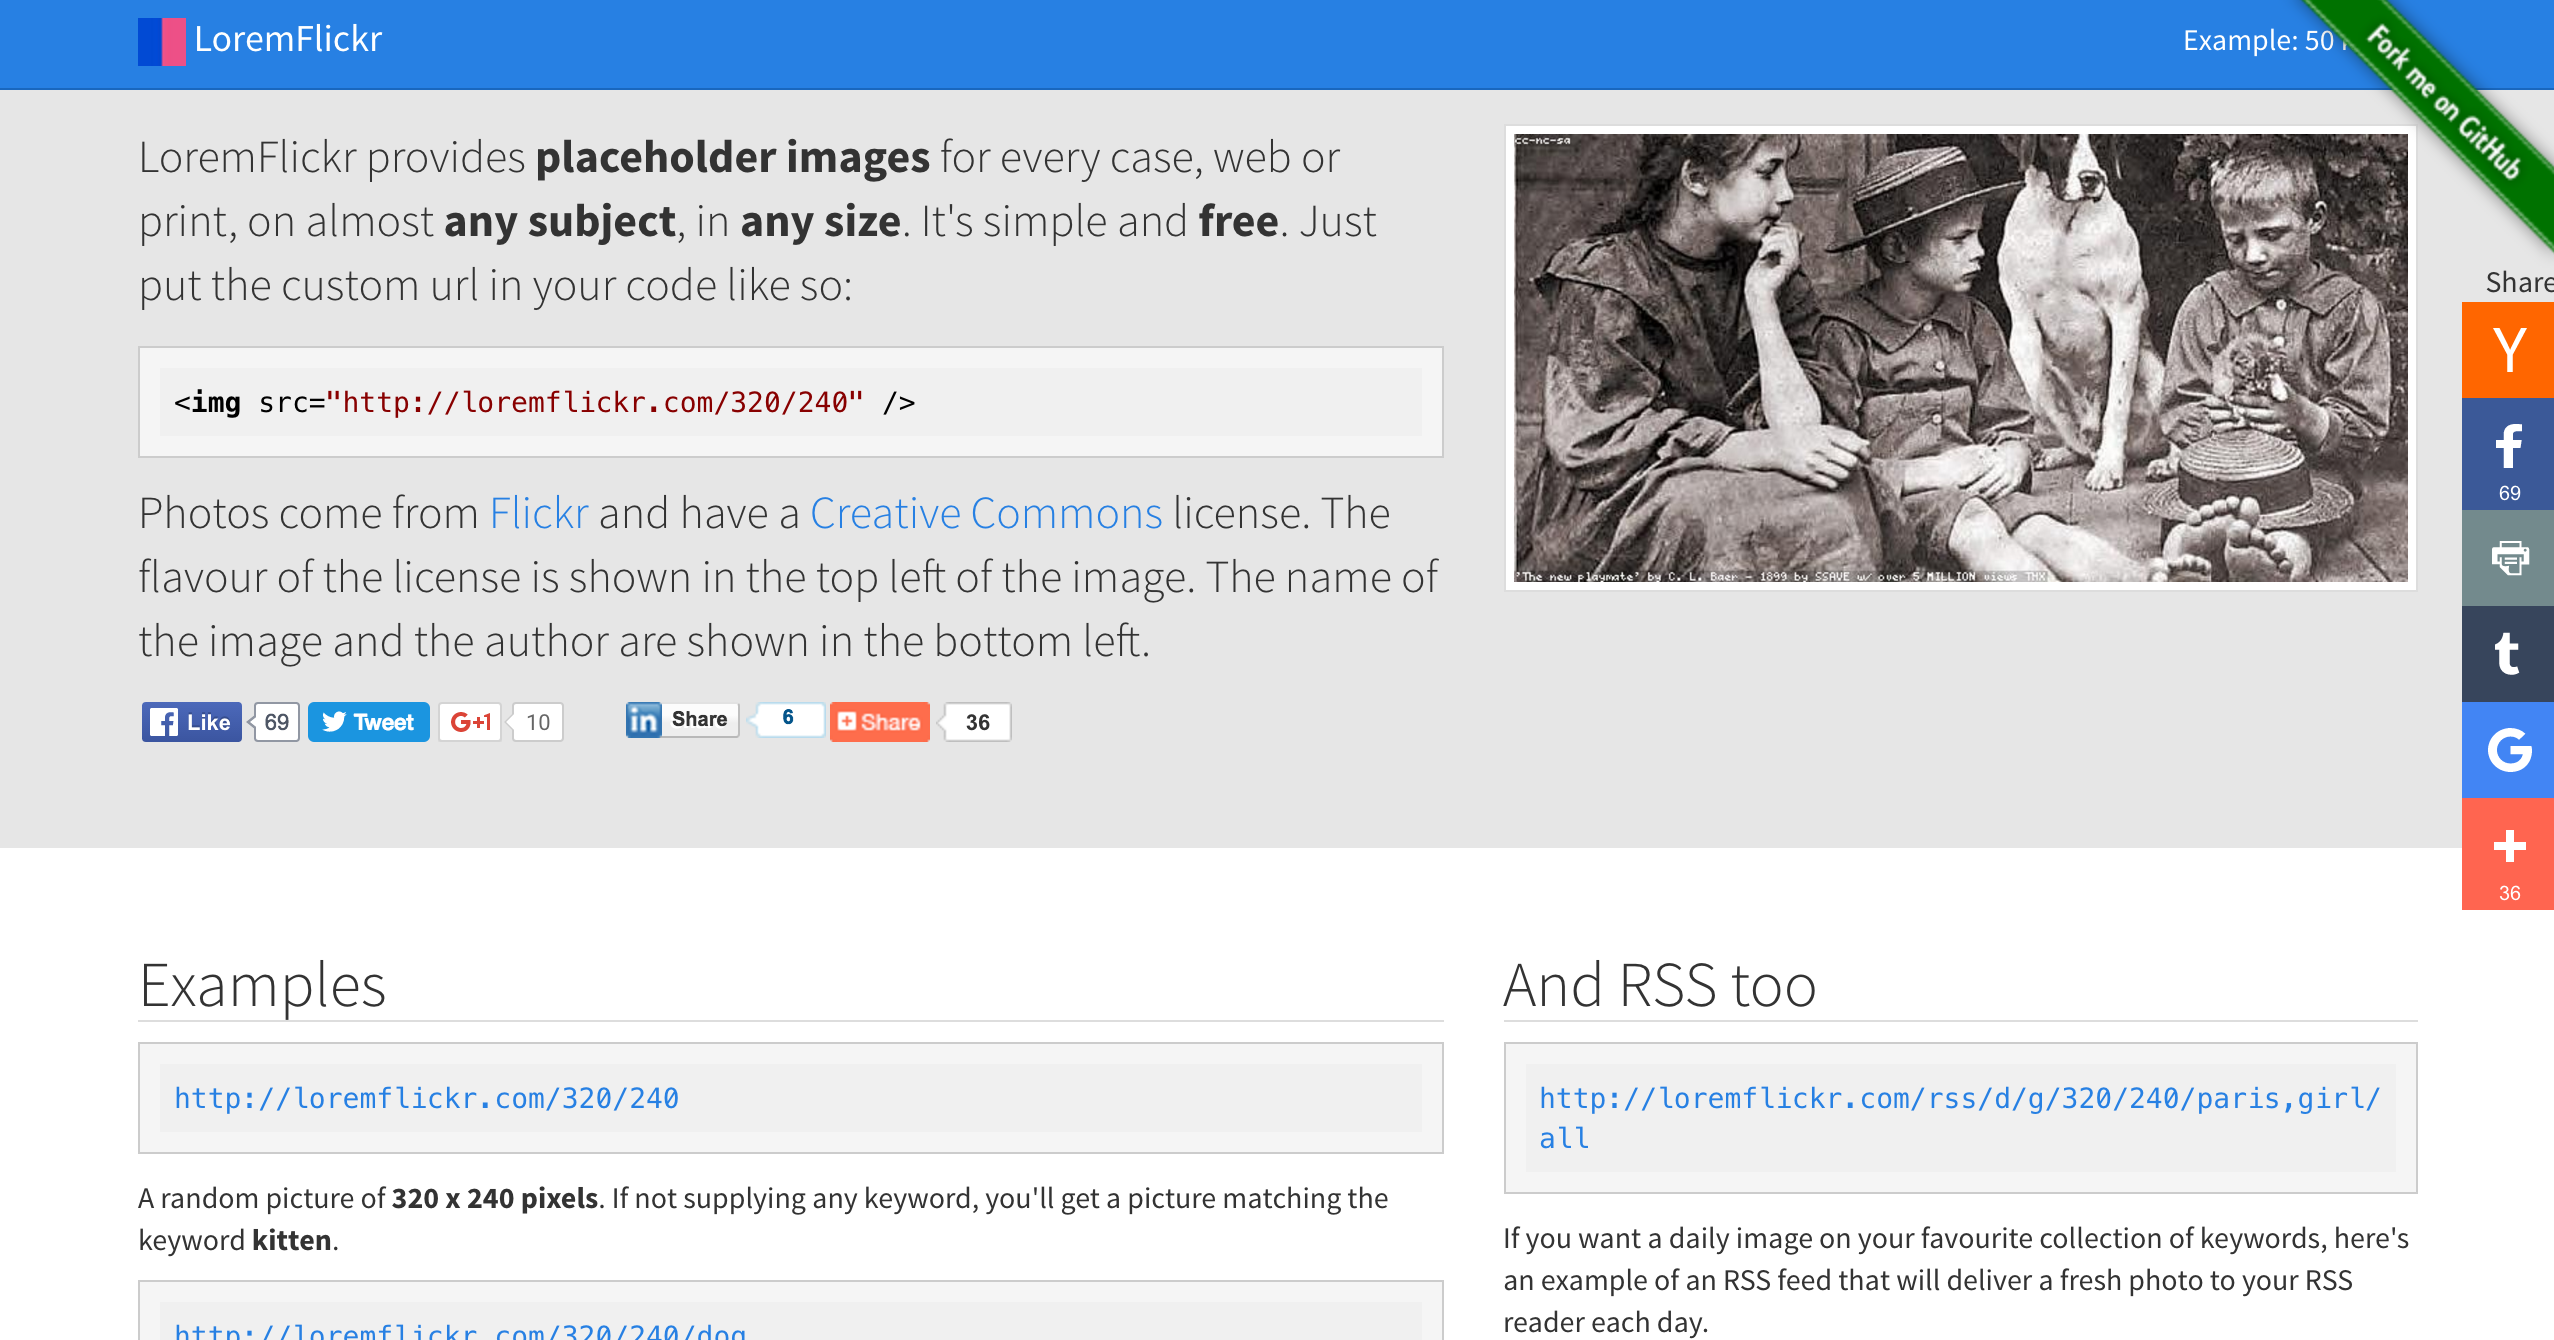 LoremFlickr
Example: 50
Fork me on GitHub
LoremFlickr provides placeholder images for every case, web or
print, on almost any subject, in any size. It's simple and free. Just
put the custom url in your code like so:
<img src="http://loremflickr.com/320/240" />
Photos come from Flickr and have a Creative Commons license. The
flavour of the license is shown in the top left of the image. The name of
the image and the author are shown in the bottom left.
Like 69 Tweet G+1 10 in Share 6 Share 36
cc-nc-sa
'The new playmate' by C. L. Baer - 1899 by SSAVE w/ over 5 MILLION views THX
Share
Y
f
69
t
G
+
36
Examples
http://loremflickr.com/320/240
A random picture of 320 x 240 pixels. If not supplying any keyword, you'll get a picture matching the
keyword kitten.
http://loremflickr.com/320/240/dog
And RSS too
http://loremflickr.com/rss/d/g/320/240/paris,girl/
all
If you want a daily image on your favourite collection of keywords, here's
an example of an RSS feed that will deliver a fresh photo to your RSS
reader each day.